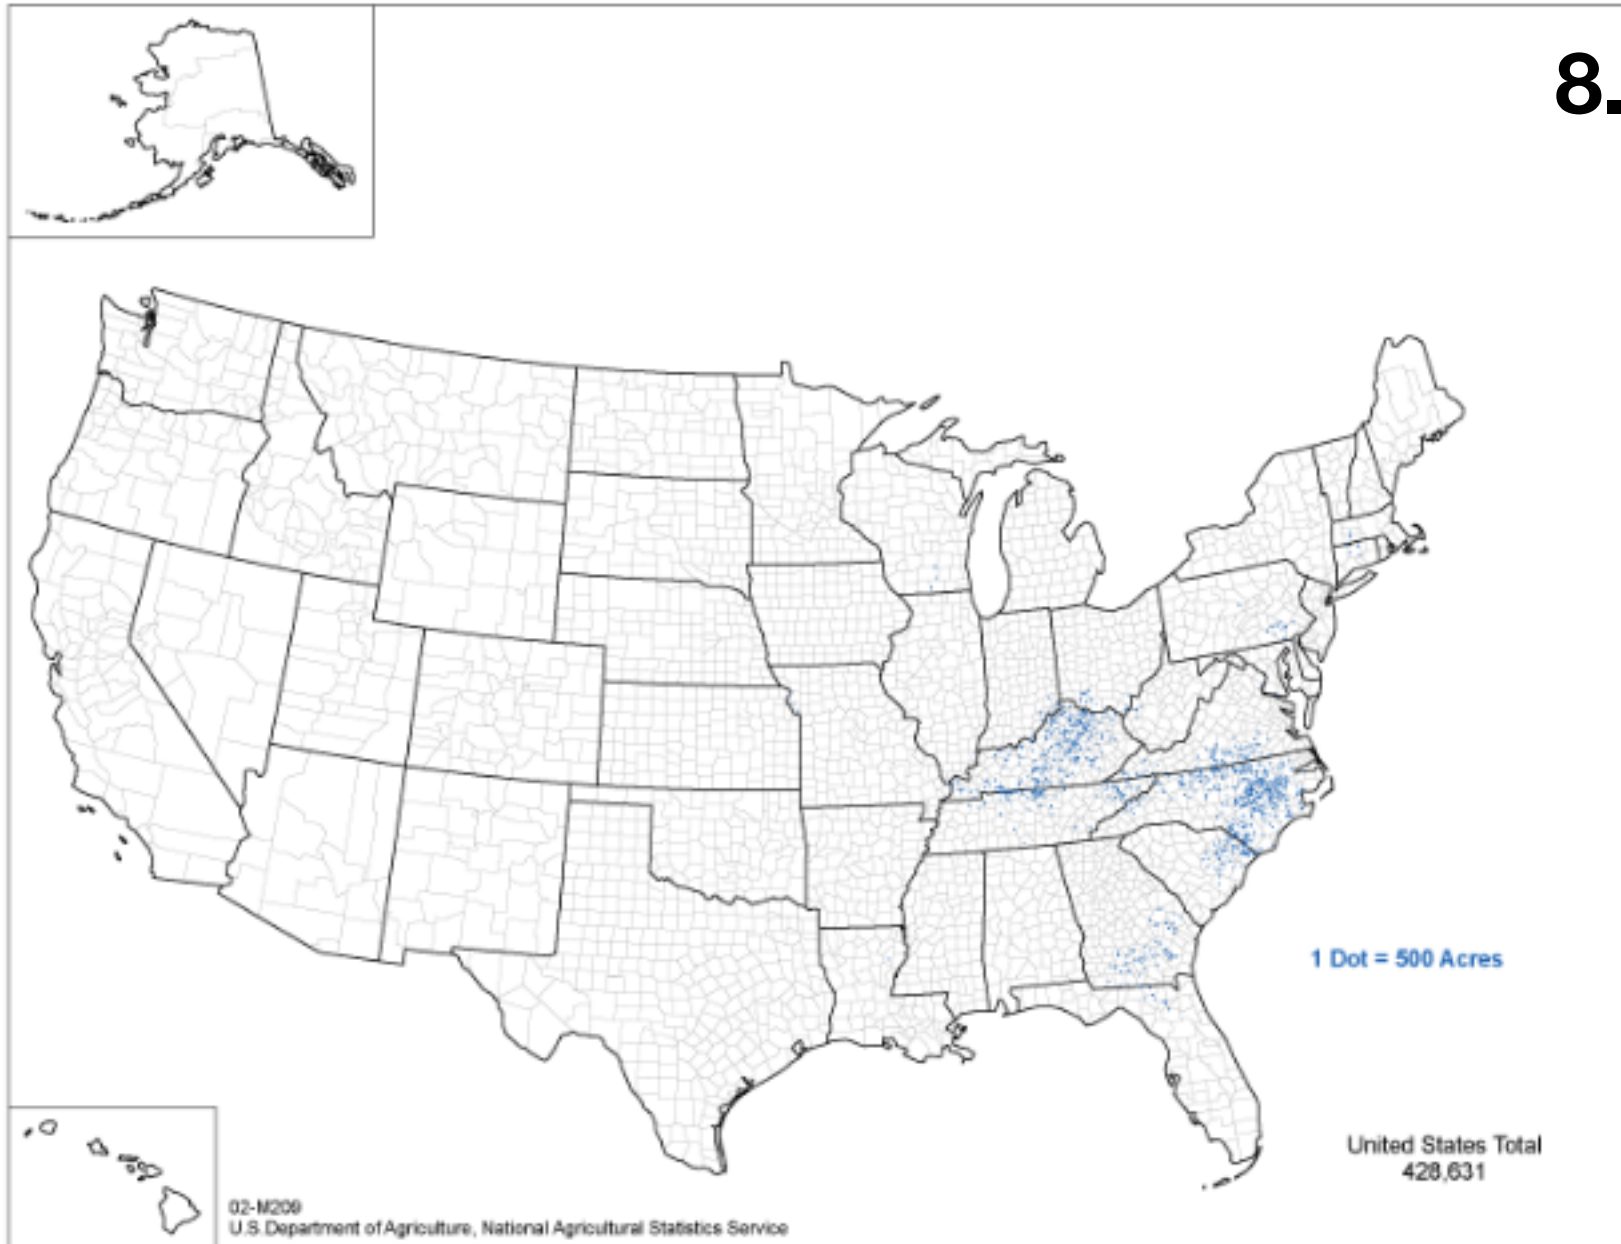 8.
1 Dot = 500 Acres
United States Total
428,631
02-M209
U.S. Department of Agriculture, National Agricultural Statistics Service